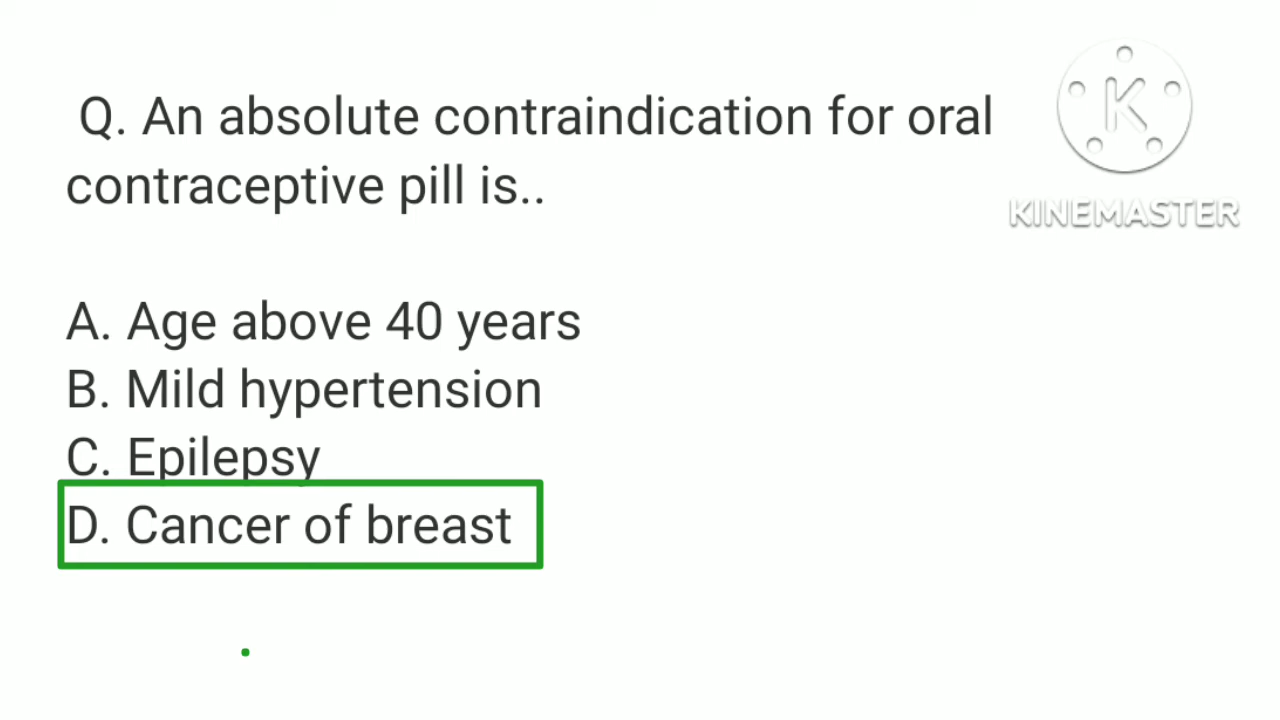 Q. An absolute contraindication for oral
contraceptive pill is..
A. Age above 40 years
B. Mild hypertension
C. Epilepsy
D. Cancer of breast
K
KINEMASTER